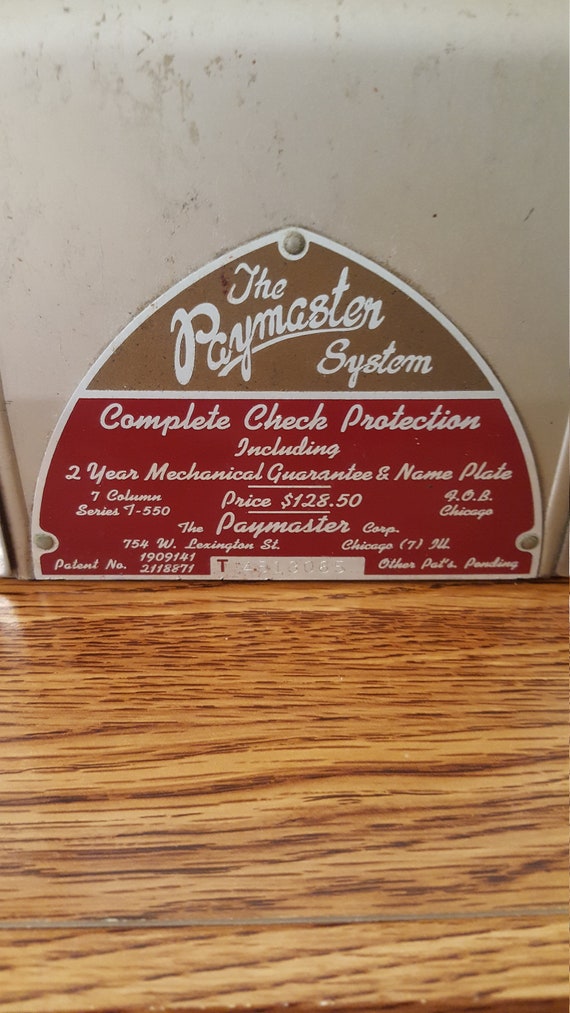 The
Paymaster
System
Complete Check Protection
Including
2 Year Mechanical Guarantee & Name Plate
7 Column
Series T-550
Price $128.50
F.O.B.
Chicago
The Paymaster Corp.
754 W. Lexington St. Chicago (7) Ill.
Patent No. 1909141
2118871
T
Other Pat's. Pending